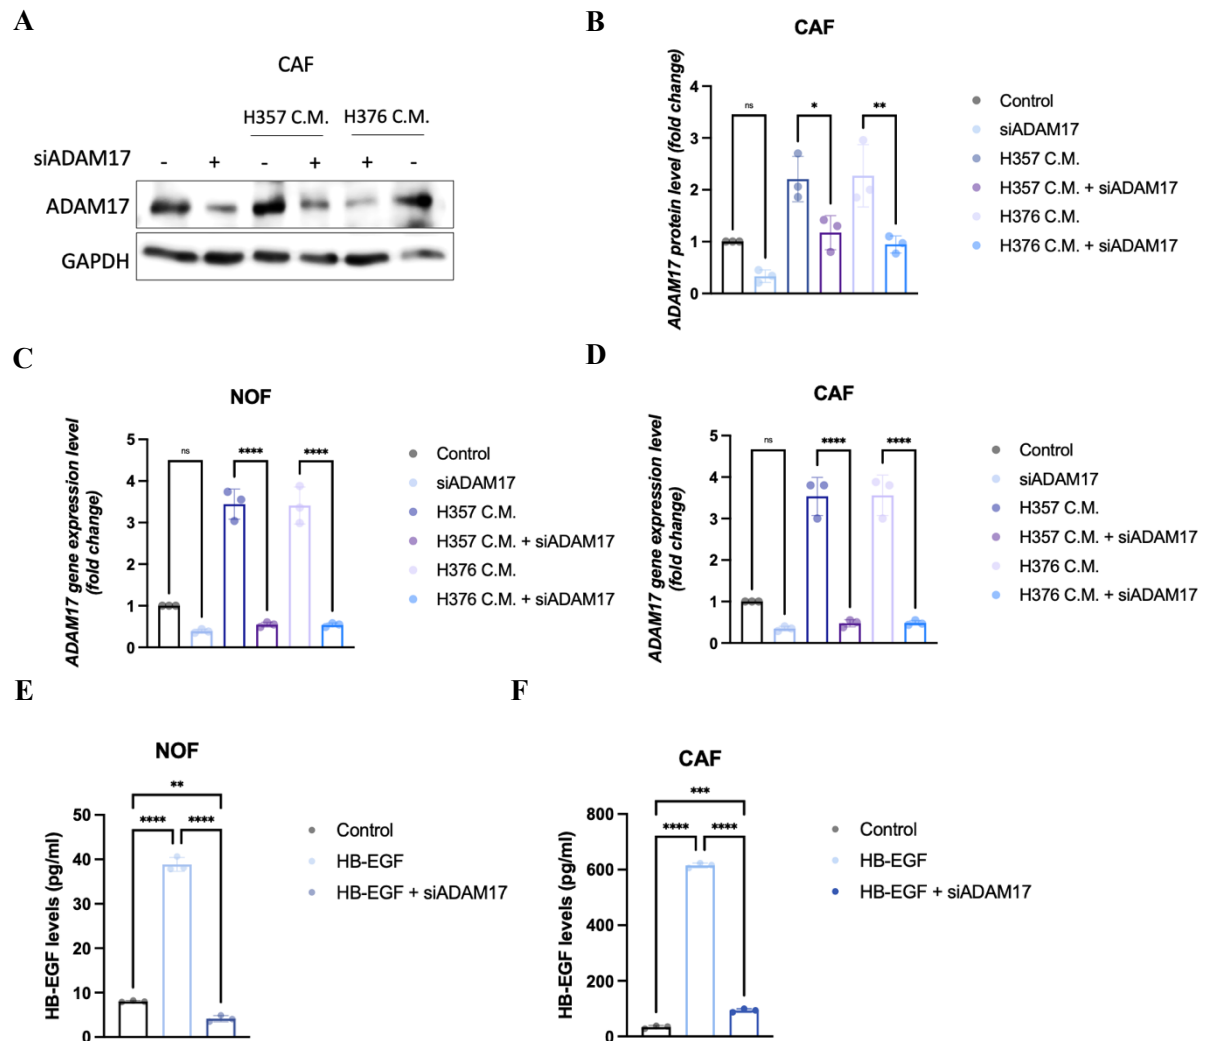 A
CAF
H357 C.M. H376 C.M.
siADAM17 - + - + + -
ADAM17
GAPDH
B
CAF
ADAM17 protein level (fold change)
4
3
2
1
0
ns
*
**
Control
siADAM17
H357 C.M.
H357 C.M. + siADAM17
H376 C.M.
H376 C.M. + siADAM17
C
NOF
ADAM17 gene expression level
(fold change)
5
4
3
2
1
0
ns
****
****
Control
siADAM17
H357 C.M.
H357 C.M. + siADAM17
H376 C.M.
H376 C.M. + siADAM17
D
CAF
ADAM17 gene expression level
(fold change)
5
4
3
2
1
0
ns
****
****
Control
siADAM17
H357 C.M.
H357 C.M. + siADAM17
H376 C.M.
H376 C.M. + siADAM17
E
NOF
HB-EGF levels (pg/ml)
50
40
30
20
10
0
**
**** ****
Control
HB-EGF
HB-EGF + siADAM17
F
CAF
HB-EGF levels (pg/ml)
800
600
400
200
0
***
**** ****
Control
HB-EGF
HB-EGF + siADAM17